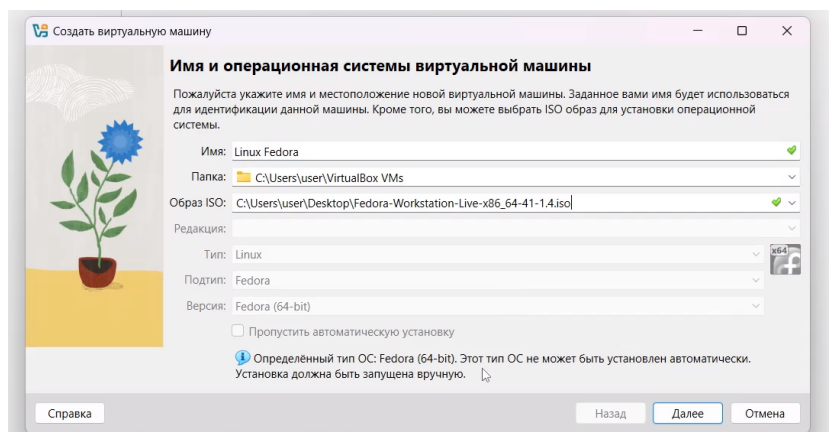 Создать виртуальную машину
Имя и операционная системы виртуальной машины
Пожалуйста укажите имя и местоположение новой виртуальной машины. Заданное вами имя будет использоваться
для идентификации данной машины. Кроме того, вы можете выбрать ISO образ для установки операционной
системы.
Имя: Linux Fedora
Папка: C:\Users\user\VirtualBox VMs
Образ ISO: C:\Users\user\Desktop\Fedora-Workstation-Live-x86_64-41-1.4.iso
Редакция:
Тип: Linux
x64
Подтип: Fedora
Версия: Fedora (64-bit)
Пропустить автоматическую установку
Определённый тип ОС: Fedora (64-bit). Этот тип ОС не может быть установлен автоматически.
Установка должна быть запущена вручную.
Справка Назад Далее Отмена